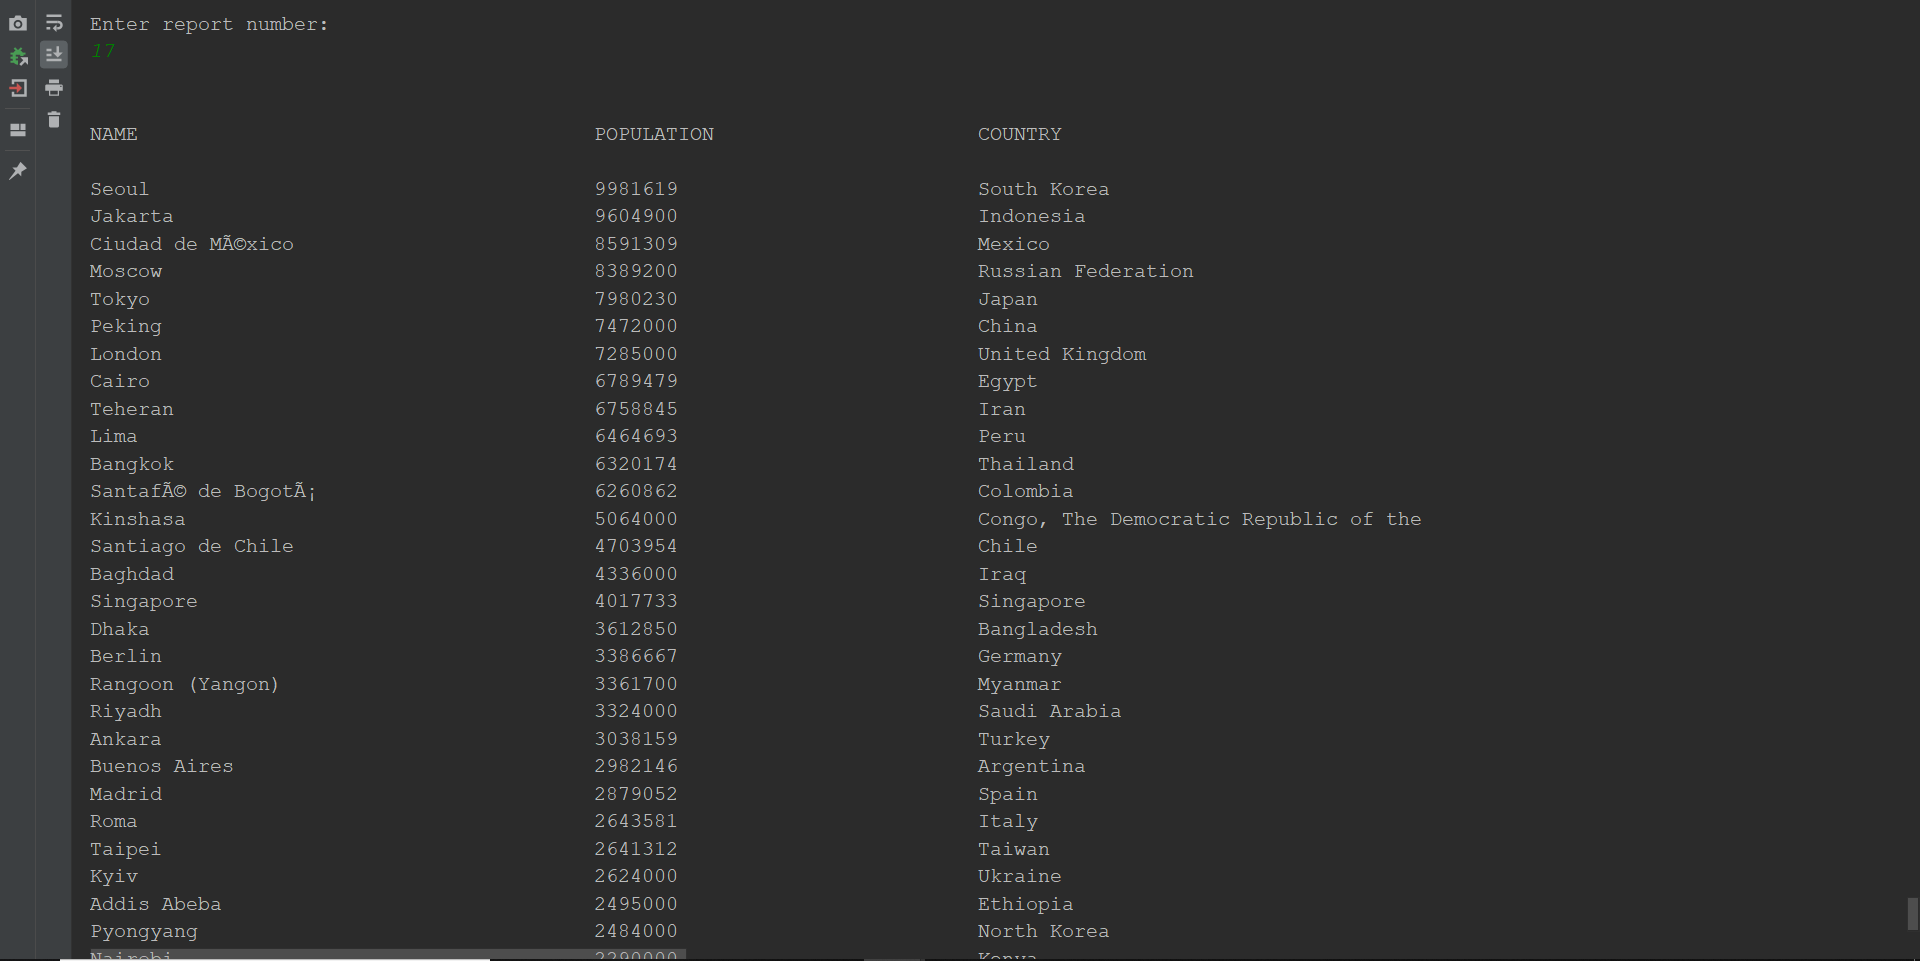 Enter report number:
17
NAME POPULATION COUNTRY
Seoul 9981619 South Korea
Jakarta 9604900 Indonesia
Ciudad de MÃ©xico 8591309 Mexico
Moscow 8389200 Russian Federation
Tokyo 7980230 Japan
Peking 7472000 China
London 7285000 United Kingdom
Cairo 6789479 Egypt
Teheran 6758845 Iran
Lima 6464693 Peru
Bangkok 6320174 Thailand
SantafÃ© de BogotÃ¡ 6260862 Colombia
Kinshasa 5064000 Congo, The Democratic Republic of the
Santiago de Chile 4703954 Chile
Baghdad 4336000 Iraq
Singapore 4017733 Singapore
Dhaka 3612850 Bangladesh
Berlin 3386667 Germany
Rangoon (Yangon) 3361700 Myanmar
Riyadh 3324000 Saudi Arabia
Ankara 3038159 Turkey
Buenos Aires 2982146 Argentina
Madrid 2879052 Spain
Roma 2643581 Italy
Taipei 2641312 Taiwan
Kyiv 2624000 Ukraine
Addis Abeba 2495000 Ethiopia
Pyongyang 2484000 North Korea
Nairobi 2290000 Kenya